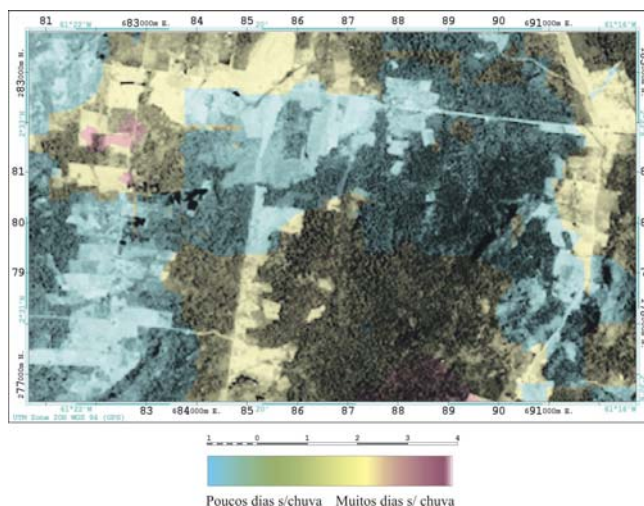 81 61°22'W 683000m E. 84 85 20' 86 87 88 89 690 691000m E. 61°16'W
283000m N.
81
80
79
277000m N.
61°22'W 83 684000m E. 85 20' 86 87 88 89 90 691000m E. 61°16'W
UTM Zone 20N WGS 84 (GPS)
1 0 1 2 3 4
Poucos dias s/chuva Muitos dias s/ chuva